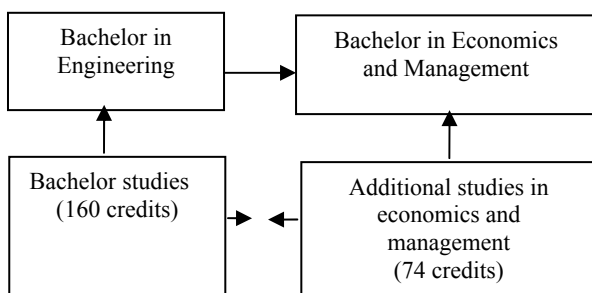 Bachelor in
Engineering
Bachelor in Economics
and Management
Bachelor studies
(160 credits)
Additional studies in
economics and
management
(74 credits)